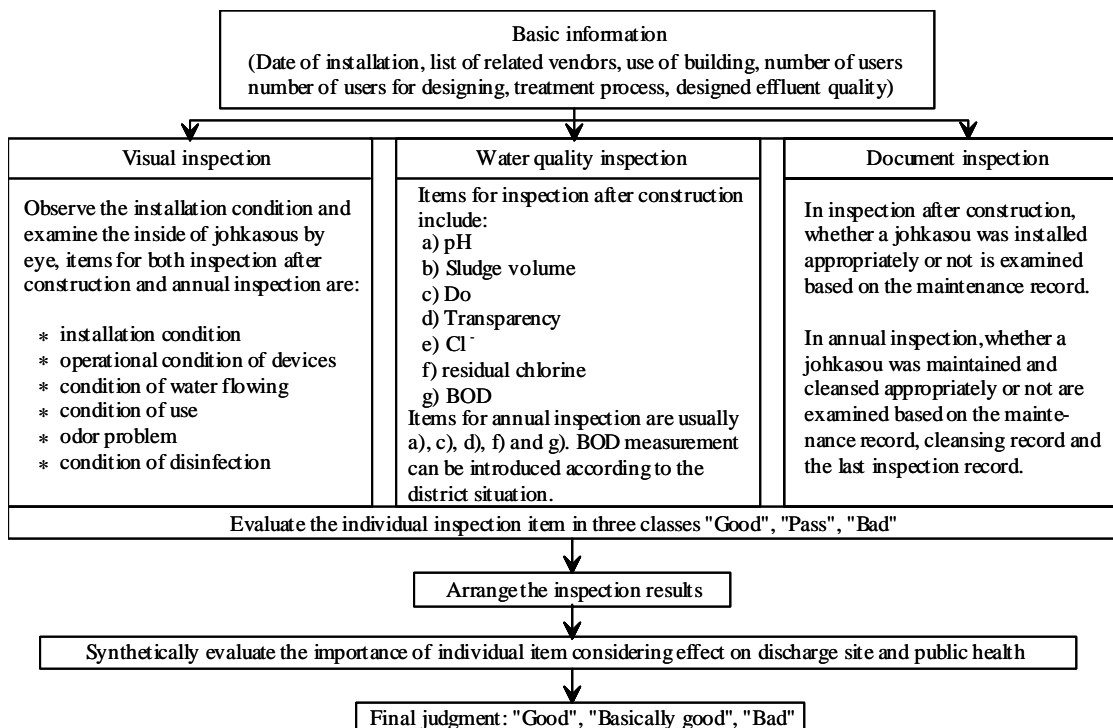 Basic information
(Date of installation, list of related vendors, use of building, number of users
number of users for designing, treatment process, designed effluent quality)
Visual inspection
Observe the installation condition and
examine the inside of johkasous by
eye, items for both inspection after
construction and annual inspection are:
* installation condition
* operational condition of devices
* condition of water flowing
* condition of use
* odor problem
* condition of disinfection
Water quality inspection
Items for inspection after construction
include:
a) pH
b) Sludge volume
c) Do
d) Transparency
e) Cl⁻
f) residual chlorine
g) BOD
Items for annual inspection are usually
a), c), d), f) and g). BOD measurement
can be introduced according to the
district situation.
Document inspection
In inspection after construction,
whether a johkasou was installed
appropriately or not is examined
based on the maintenance record.
In annual inspection, whether a
johkasou was maintained and
cleansed appropriately or not are
examined based on the mainte-
nance record, cleansing record and
the last inspection record.
Evaluate the individual inspection item in three classes "Good", "Pass", "Bad"
Arrange the inspection results
Synthetically evaluate the importance of individual item considering effect on discharge site and public health
Final judgment: "Good", "Basically good", "Bad"